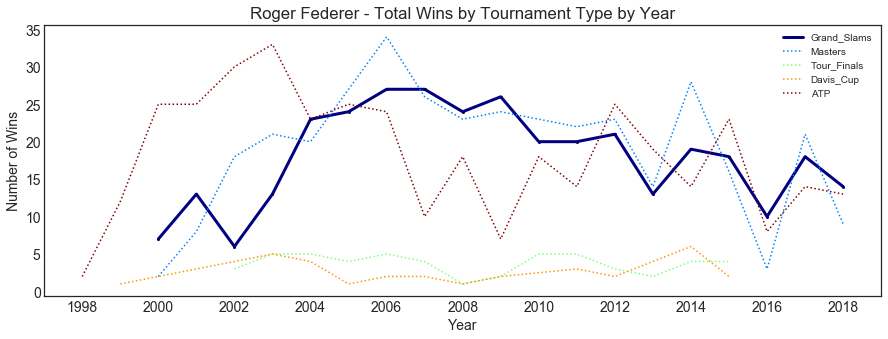 Roger Federer - Total Wins by Tournament Type by Year
35
30
25
20
15
10
5
0
Number of Wins
Grand_Slams
Masters
Tour_Finals
Davis_Cup
ATP
1998 2000 2002 2004 2006 2008 2010 2012 2014 2016 2018
Year